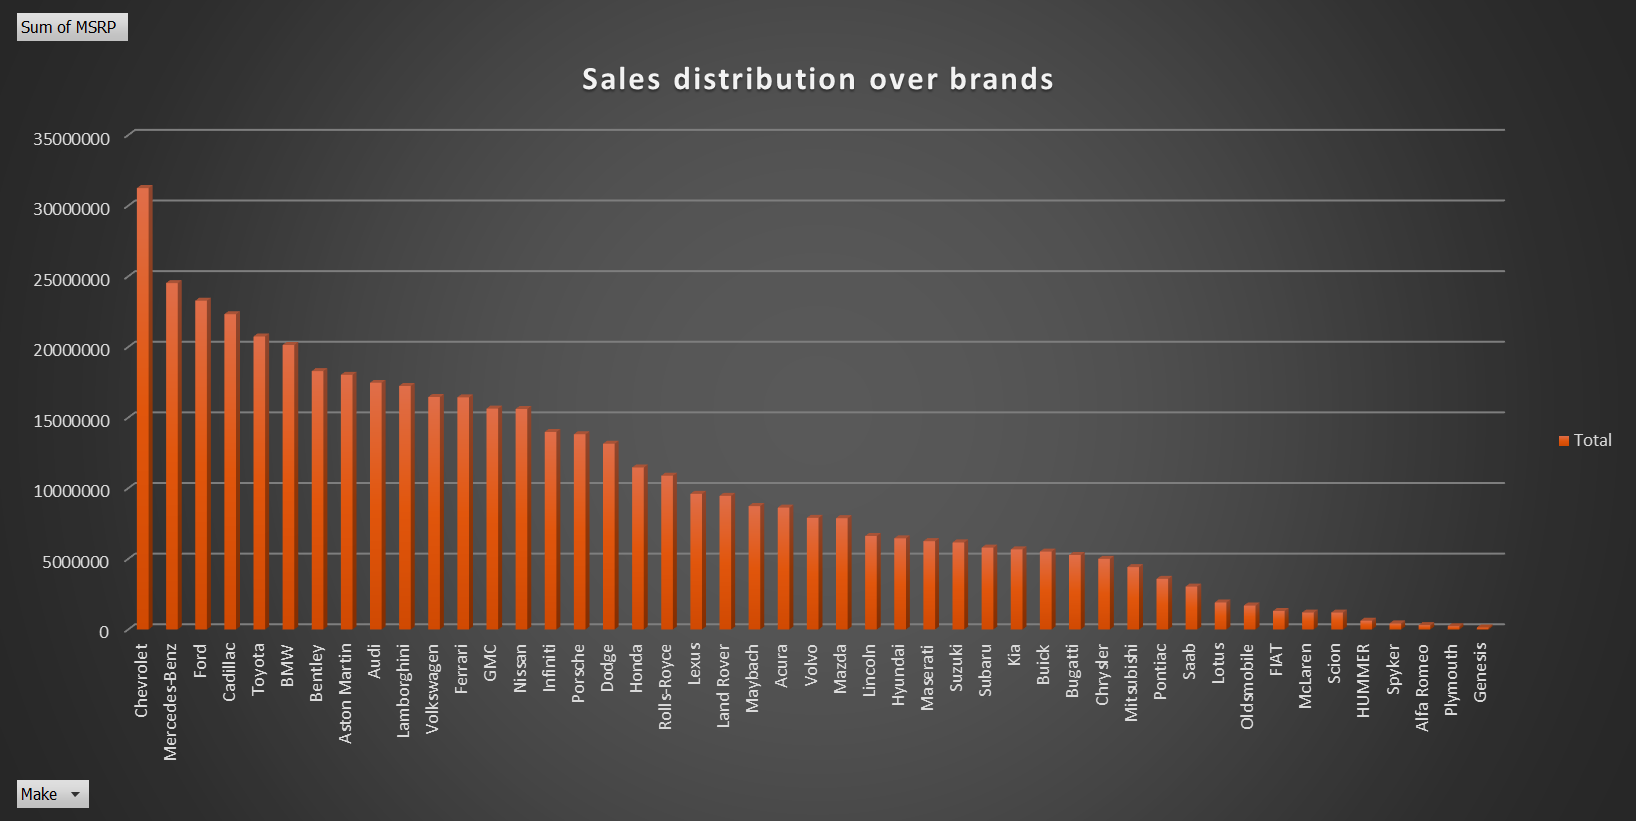 Sum of MSRP
Sales distribution over brands
35000000
30000000
25000000
20000000
15000000
10000000
5000000
0
Total
Chevrolet
Mercedes-Benz
Ford
Cadillac
Toyota
BMW
Bentley
Aston Martin
Audi
Lamborghini
Volkswagen
Ferrari
GMC
Nissan
Infiniti
Porsche
Dodge
Honda
Rolls-Royce
Lexus
Land Rover
Maybach
Acura
Volvo
Mazda
Lincoln
Hyundai
Maserati
Suzuki
Subaru
Kia
Buick
Bugatti
Chrysler
Mitsubishi
Pontiac
Saab
Lotus
Oldsmobile
FIAT
McLaren
Scion
HUMMER
Spyker
Alfa Romeo
Plymouth
Genesis
Make